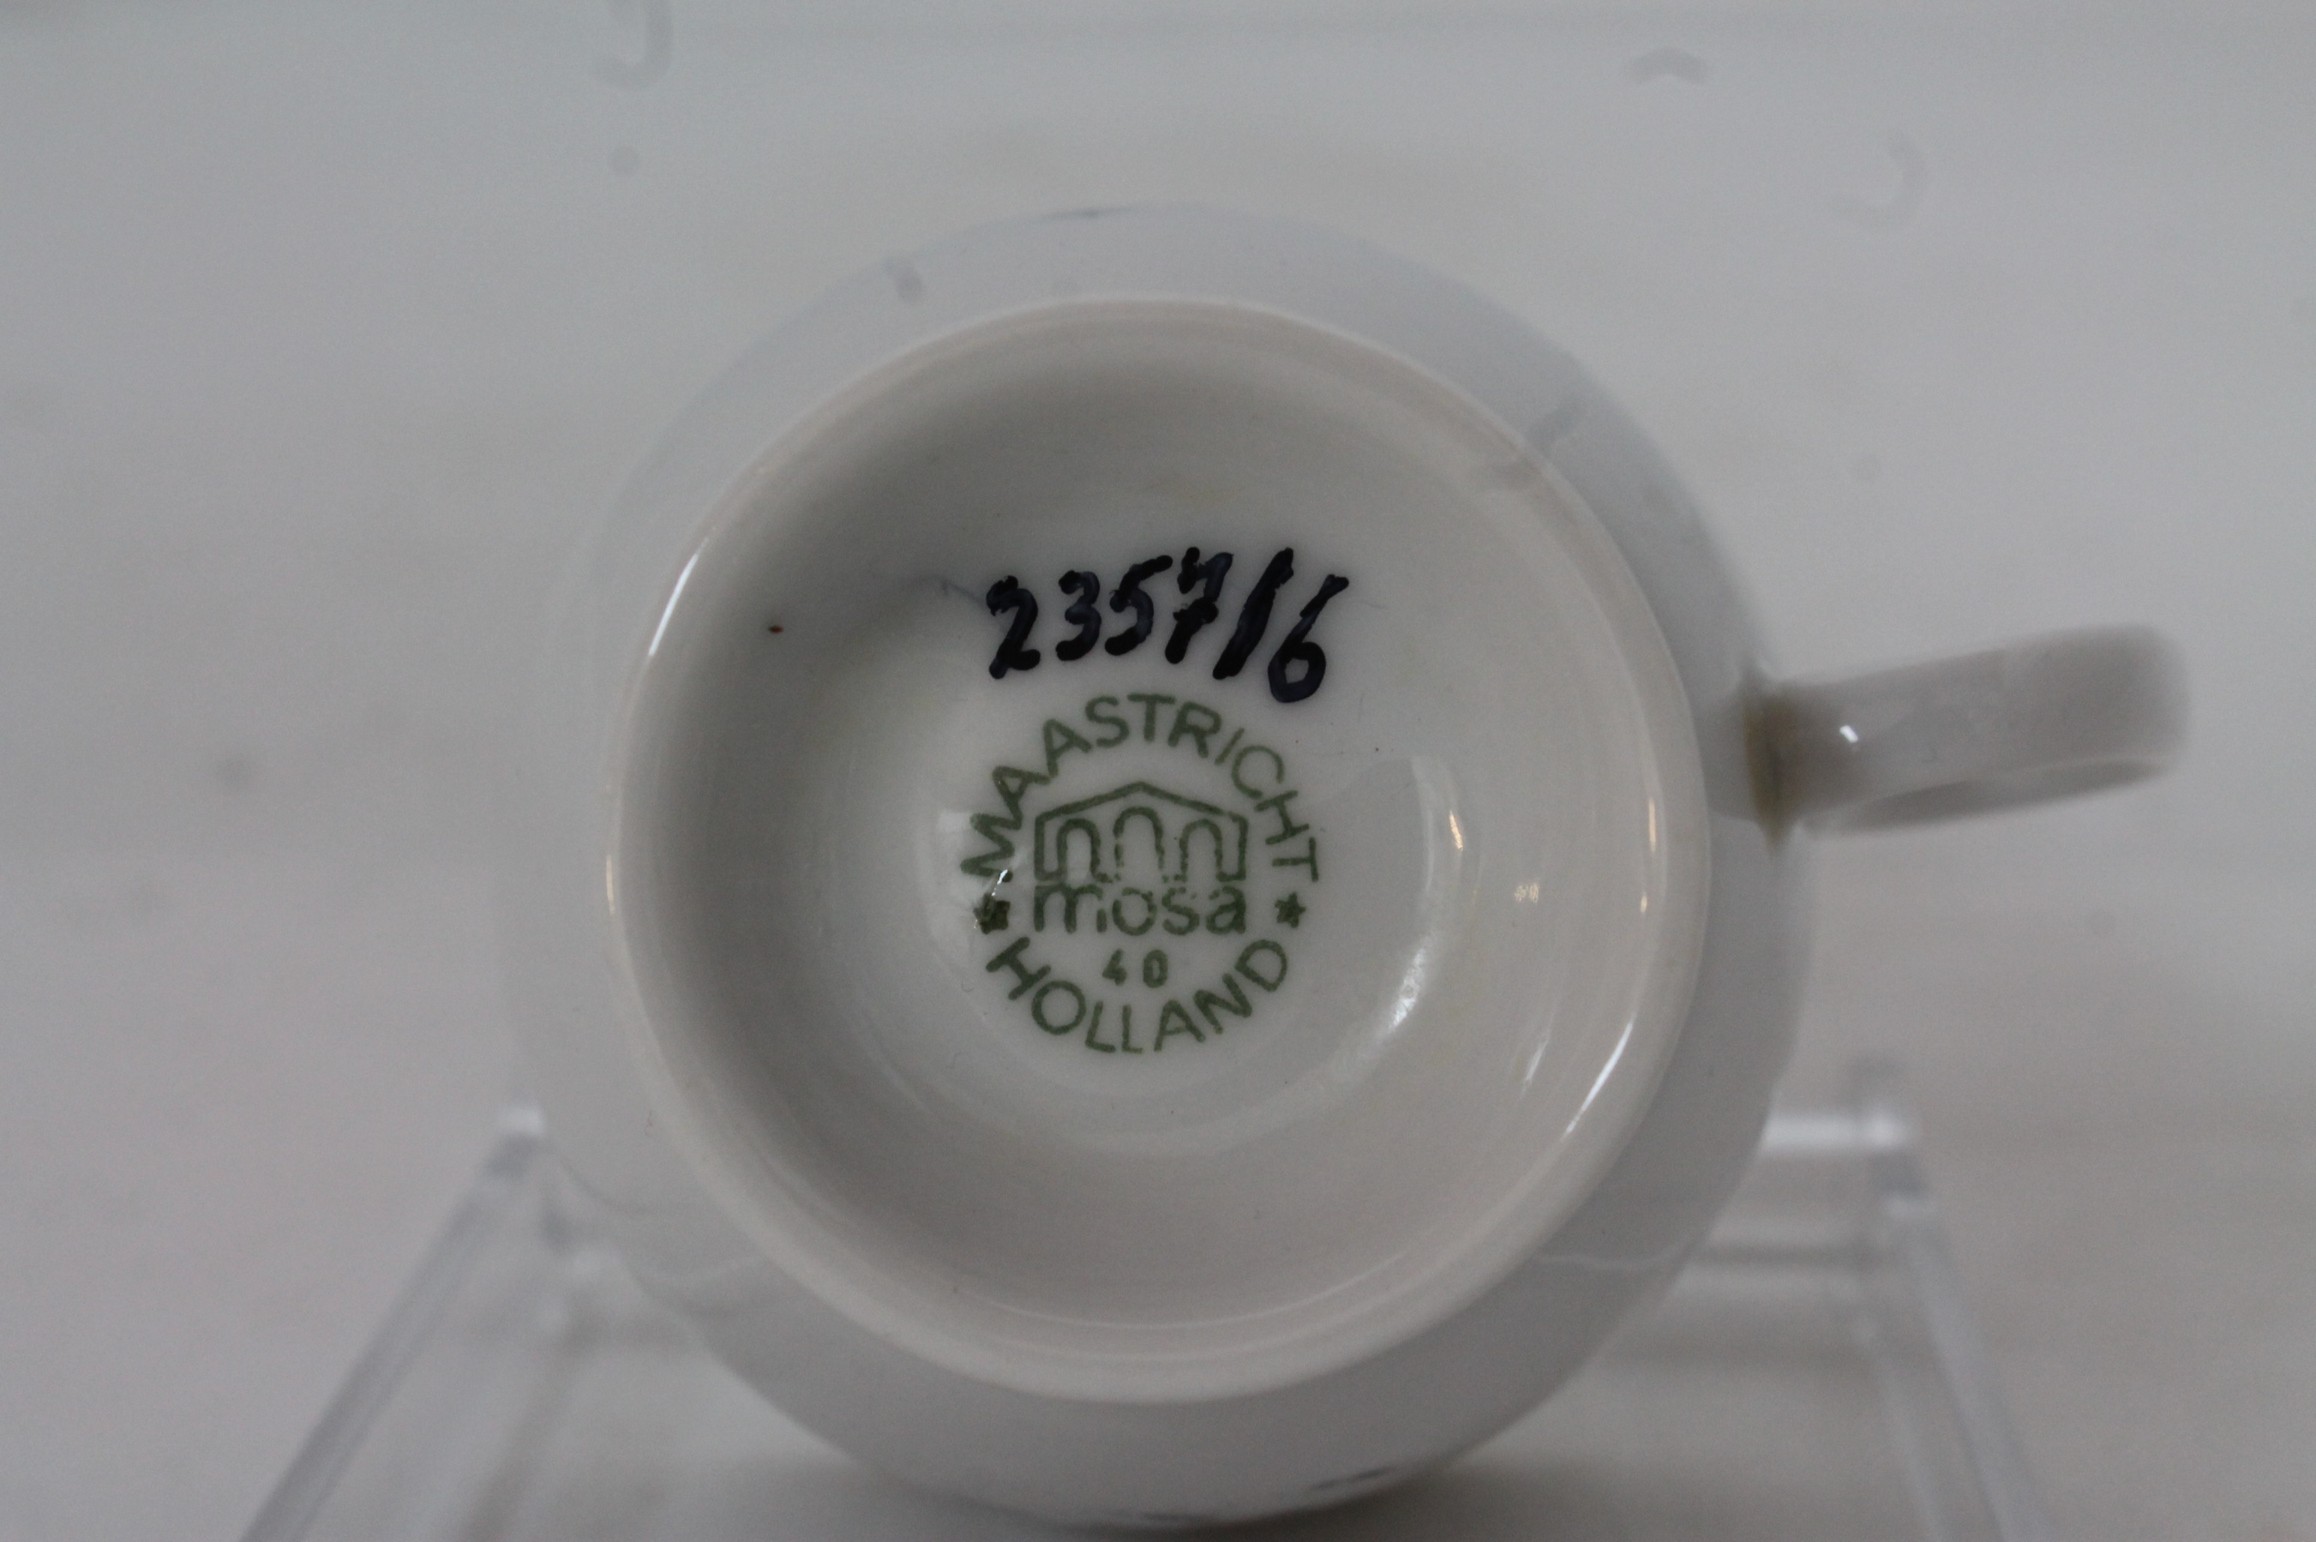 2357/6
MAASTRICHT
mosa
40
HOLLAND